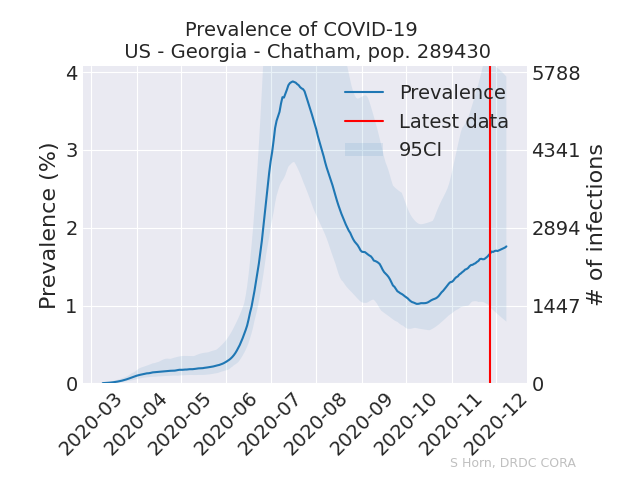 Prevalence of COVID-19
US - Georgia - Chatham, pop. 289430
Prevalence (%)
4
3
2
1
0
Prevalence
Latest data
95CI
5788
4341
2894
1447
0
# of infections
2020-03
2020-04
2020-05
2020-06
2020-07
2020-08
2020-09
2020-10
2020-11
2020-12
S Horn, DRDC CORA